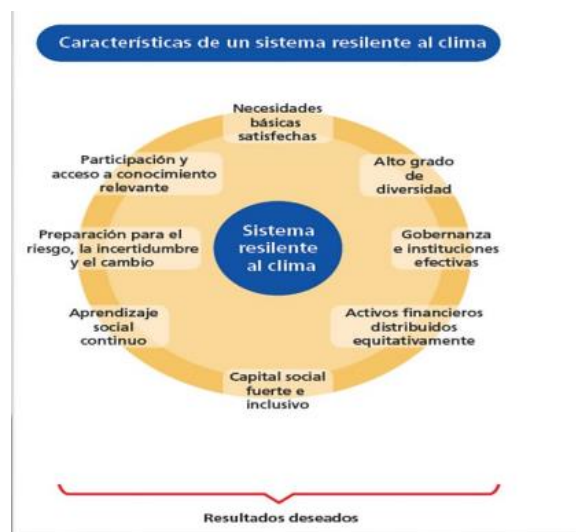 Características de un sistema resilente al clima
Necesidades
básicas
satisfechas
Alto grado
de
diversidad
Gobernanza
e instituciones
efectivas
Activos financieros
distribuidos
equitativamente
Capital social
fuerte e
inclusivo
Aprendizaje
social
continuo
Preparación para el
riesgo, la incertidumbre
y el cambio
Participación y
acceso a conocimiento
relevante
Sistema
resilente
al clima
Resultados deseados